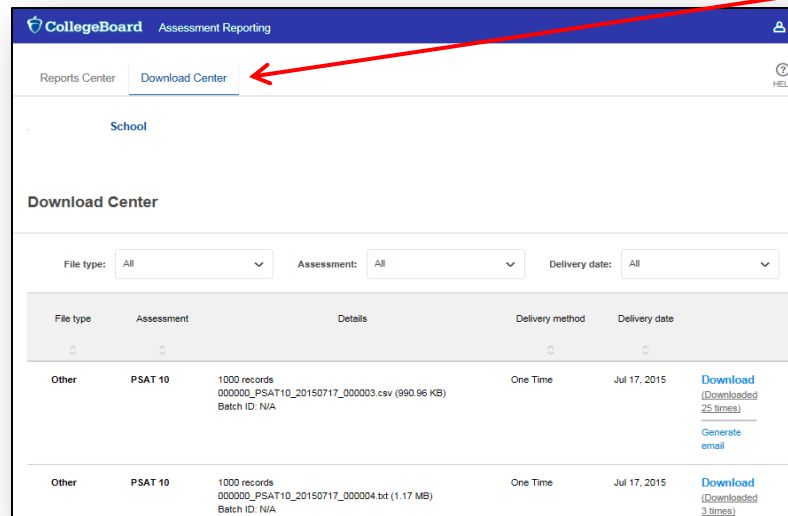 CollegeBoard Assessment Reporting
Reports Center Download Center
School
Download Center
File type: All Assessment: All Delivery date: All
File type Assessment Details Delivery method Delivery date
Other PSAT 10 1000 records One Time Jul 17, 2015 Download
000000_PSAT10_20150717_000003.csv (990.96 KB) (Downloaded
Batch ID: N/A 25 times)
Generate
email
Other PSAT 10 1000 records One Time Jul 17, 2015 Download
000000_PSAT10_20150717_000004.txt (1.17 MB) (Downloaded
Batch ID: N/A 3 times)